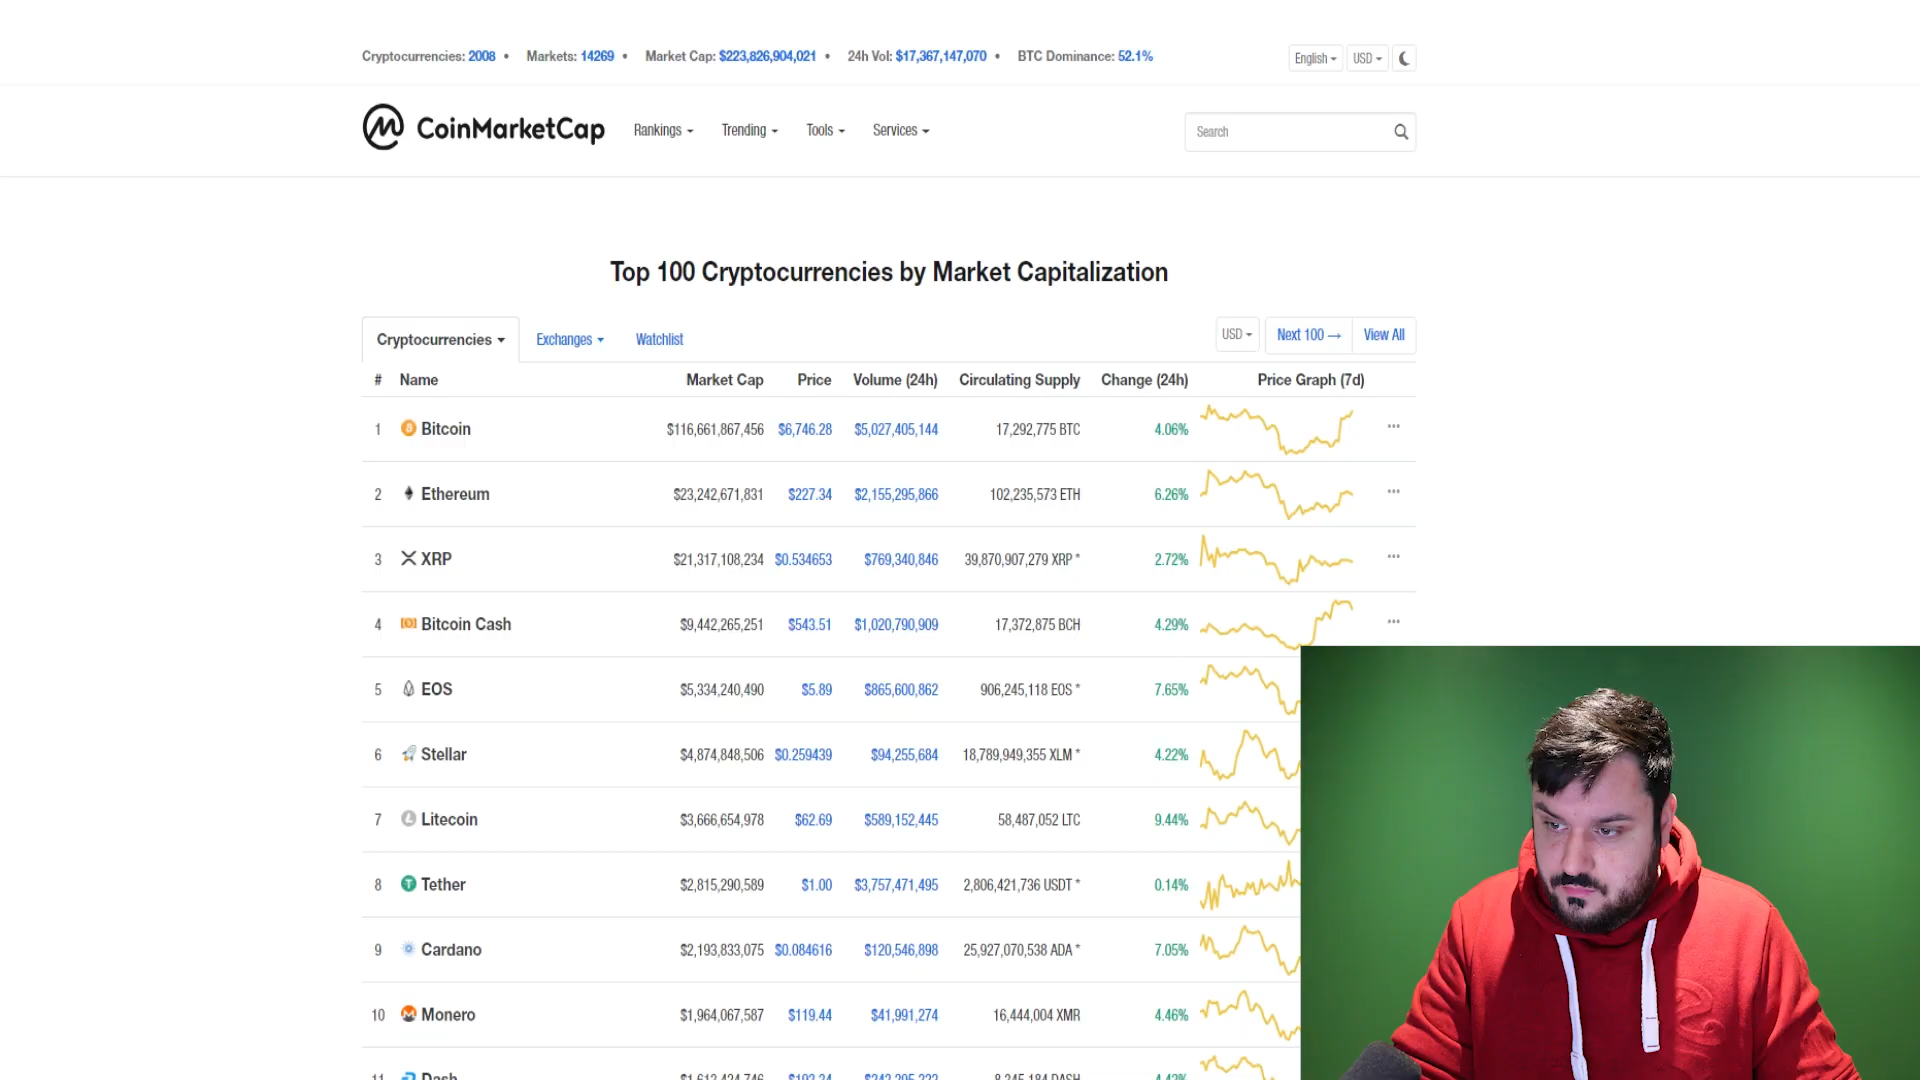 Cryptocurrencies: 2008 • Markets: 14269 • Market Cap: $223,826,904,021 • 24h Vol: $17,367,147,070 • BTC Dominance: 52.1% English USD
CoinMarketCap Rankings Trending Tools Services Search
Top 100 Cryptocurrencies by Market Capitalization
Cryptocurrencies Exchanges Watchlist USD Next 100 → View All
# Name Market Cap Price Volume (24h) Circulating Supply Change (24h) Price Graph (7d)
1 Bitcoin $116,661,867,456 $6,746.28 $5,027,405,144 17,292,775 BTC 4.06%
2 Ethereum $23,242,671,831 $227.34 $2,155,295,866 102,235,573 ETH 6.26%
3 XRP $21,317,108,234 $0.534653 $769,340,846 39,870,907,279 XRP * 2.72%
4 Bitcoin Cash $9,442,265,251 $543.51 $1,020,790,909 17,372,875 BCH 4.29%
5 EOS $5,334,240,490 $5.89 $865,600,862 906,245,118 EOS * 7.65%
6 Stellar $4,874,848,506 $0.259439 $94,255,684 18,789,949,355 XLM * 4.22%
7 Litecoin $3,666,654,978 $62.69 $589,152,445 58,487,052 LTC 9.44%
8 Tether $2,815,290,589 $1.00 $3,757,471,495 2,806,421,736 USDT * 0.14%
9 Cardano $2,193,833,075 $0.084616 $120,546,898 25,927,070,538 ADA * 7.05%
10 Monero $1,964,067,587 $119.44 $41,991,274 16,444,004 XMR 4.46%
11 Dash